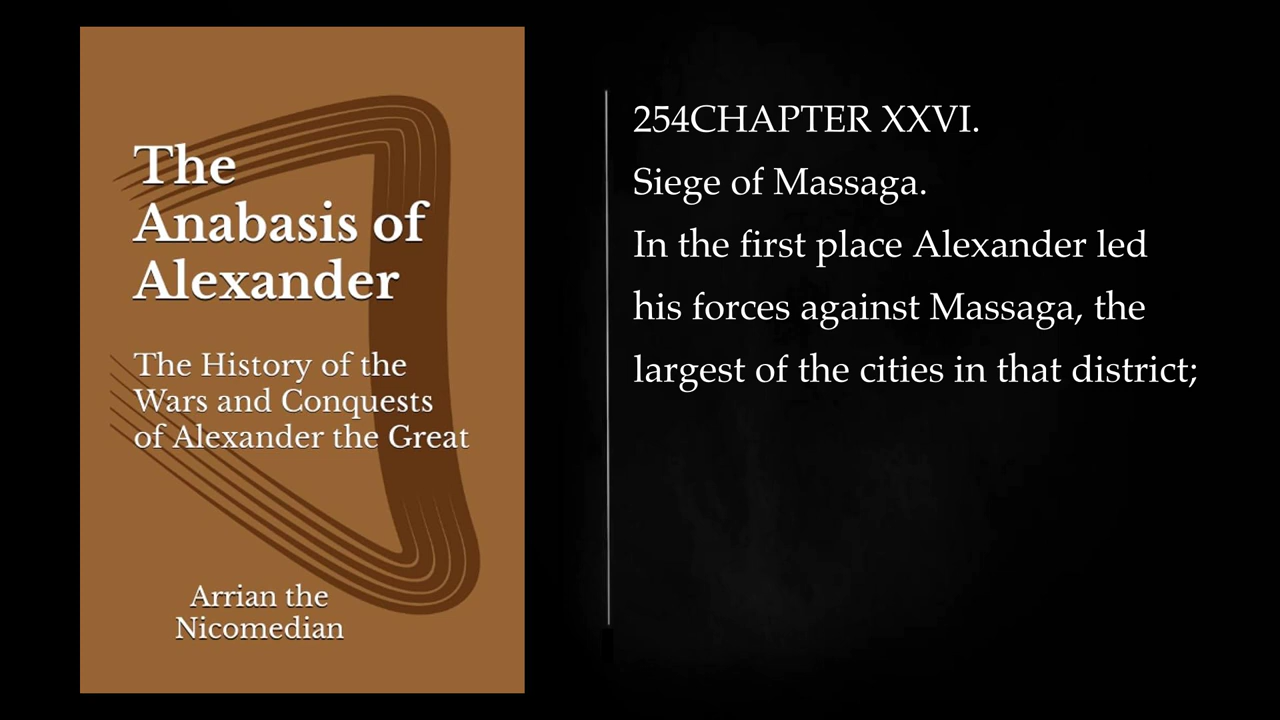 The
Anabasis of
Alexander
The History of the
Wars and Conquests
of Alexander the Great
Arrian the
Nicomedian
254CHAPTER XXVI.
Siege of Massaga.
In the first place Alexander led
his forces against Massaga, the
largest of the cities in that district;